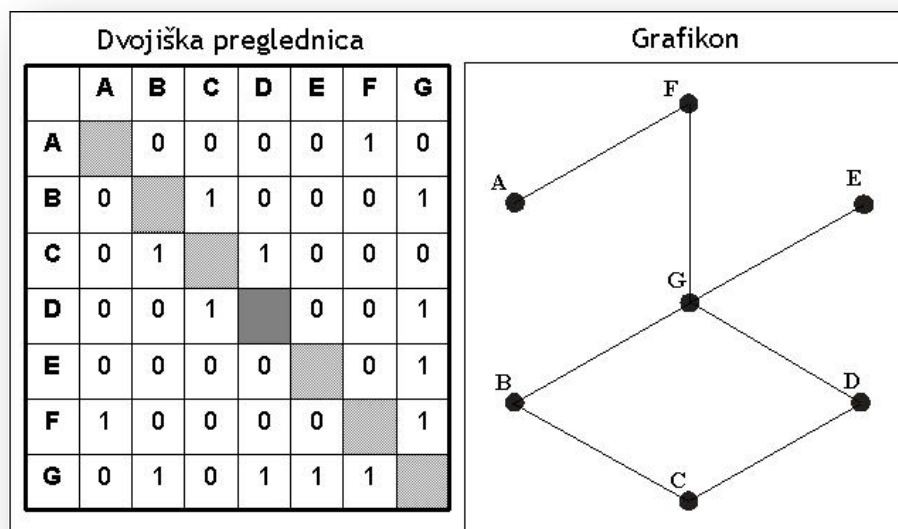 Dvojiška preglednica
A B C D E F G
A 0 0 0 0 1 0
B 0 1 0 0 0 1
C 0 1 1 0 0 0
D 0 0 1 0 0 1
E 0 0 0 0 0 1
F 1 0 0 0 0 1
G 0 1 0 1 1 1
Grafikon
F
A
E
G
B
D
C